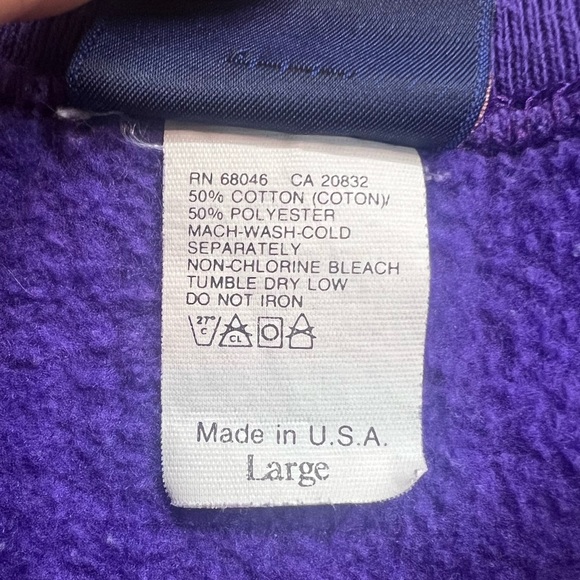 RN 68046 CA 20832
50% COTTON (COTON)/
50% POLYESTER
MACH-WASH-COLD
SEPARATELY
NON-CHLORINE BLEACH
TUMBLE DRY LOW
DO NOT IRON
27°
C
CL
Made in U.S.A.
Large